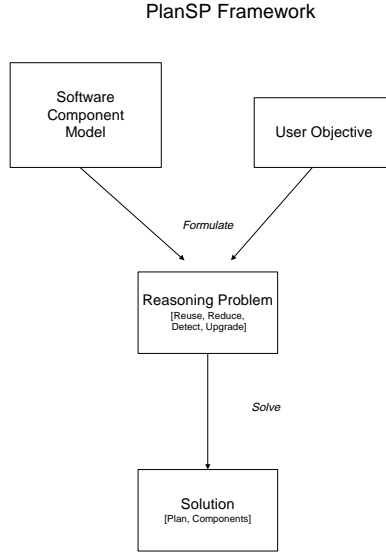 PlanSP Framework
Software
Component
Model
User Objective
Formulate
Reasoning Problem
[Reuse, Reduce,
Detect, Upgrade]
Solve
Solution
[Plan, Components]